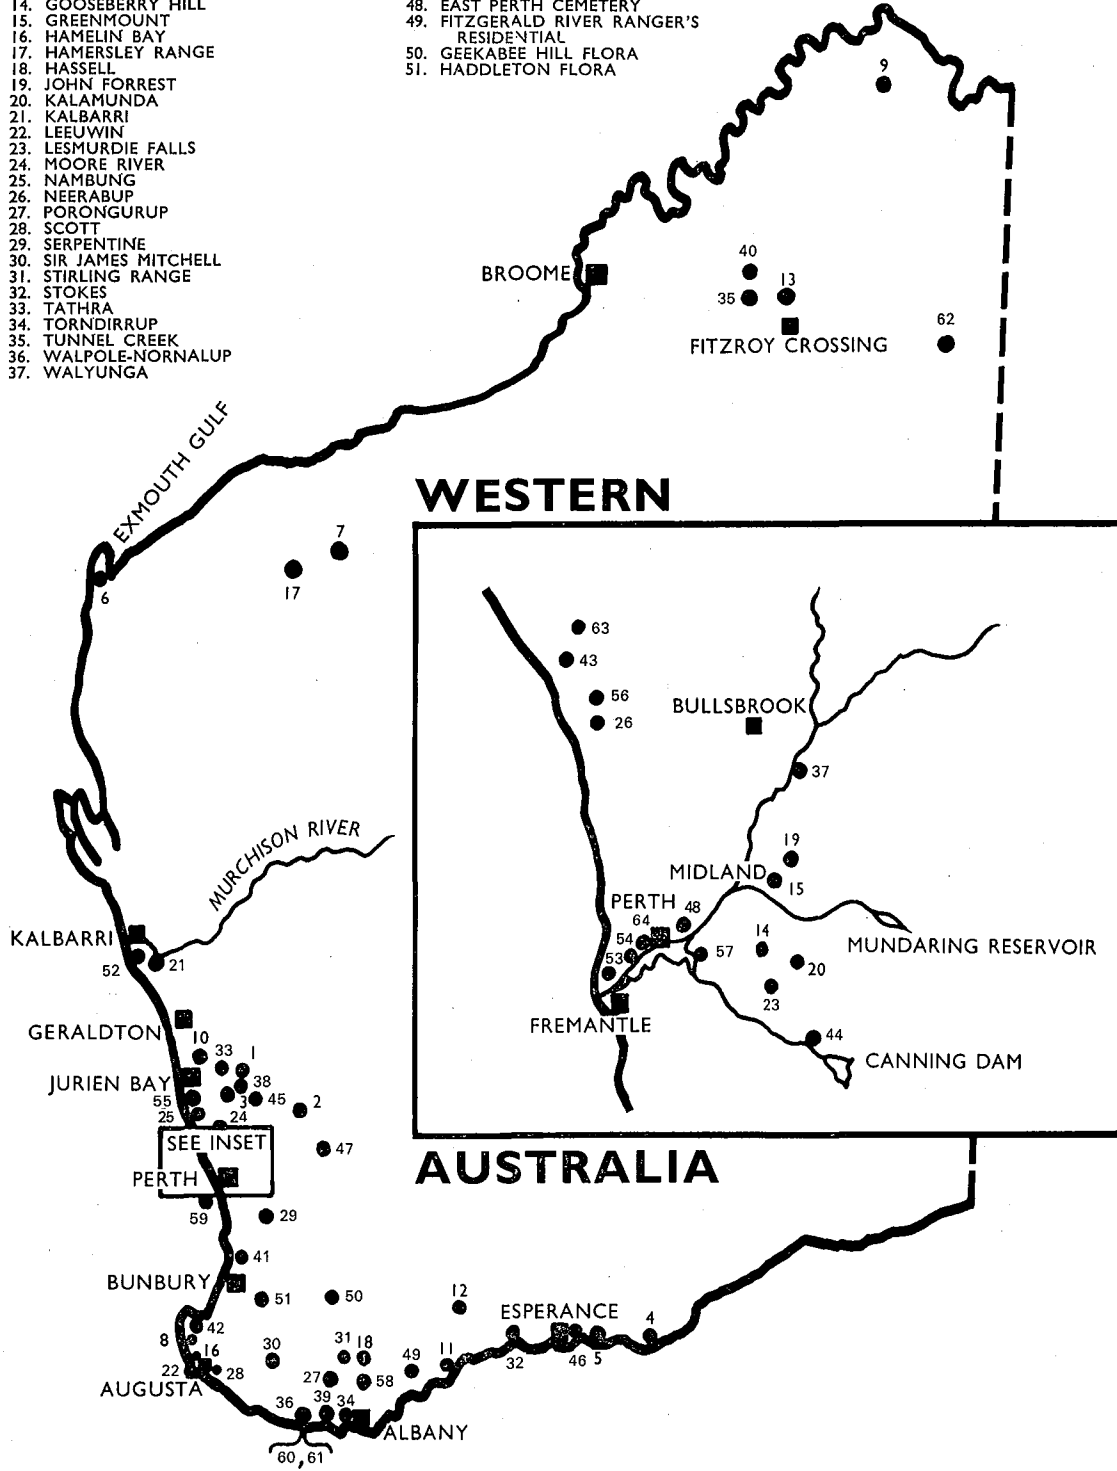 14. GOOSEBERRY HILL
15. GREENMOUNT
16. HAMELIN BAY
17. HAMERSLEY RANGE
18. HASSELL
19. JOHN FORREST
20. KALAMUNDA
21. KALBARRI
22. LEEUWIN
23. LESMURDIE FALLS
24. MOORE RIVER
25. NAMBUNG
26. NEERABUP
27. PORONGURUP
28. SCOTT
29. SERPENTINE
30. SIR JAMES MITCHELL
31. STIRLING RANGE
32. STOKES
33. TATHRA
34. TORNDIRRUP
35. TUNNEL CREEK
36. WALPOLE-NORNALUP
37. WALYUNGA
48. EAST PERTH CEMETERY
49. FITZGERALD RIVER RANGER'S
RESIDENTIAL
50. GEEKABEE HILL FLORA
51. HADDLETON FLORA
9
BROOME
40
13
35
62
FITZROY CROSSING
EXMOUTH GULF
7
17
6
WESTERN
63
43
56
26
BULLSBROOK
37
19
MIDLAND
15
PERTH
48
64
54
53
57
14
20
23
MUNDARING RESERVOIR
FREMANTLE
44
CANNING DAM
AUSTRALIA
MURCHISON RIVER
KALBARRI
52
21
GERALDTON
10
33
1
JURIEN BAY
38
55
3
45
2
25
24
SEE INSET
47
PERTH
59
29
41
BUNBURY
51
50
12
ESPERANCE
4
42
8
16
30
31
18
49
11
32
46
5
22
28
27
58
AUGUSTA
36
39
34
ALBANY
60, 61